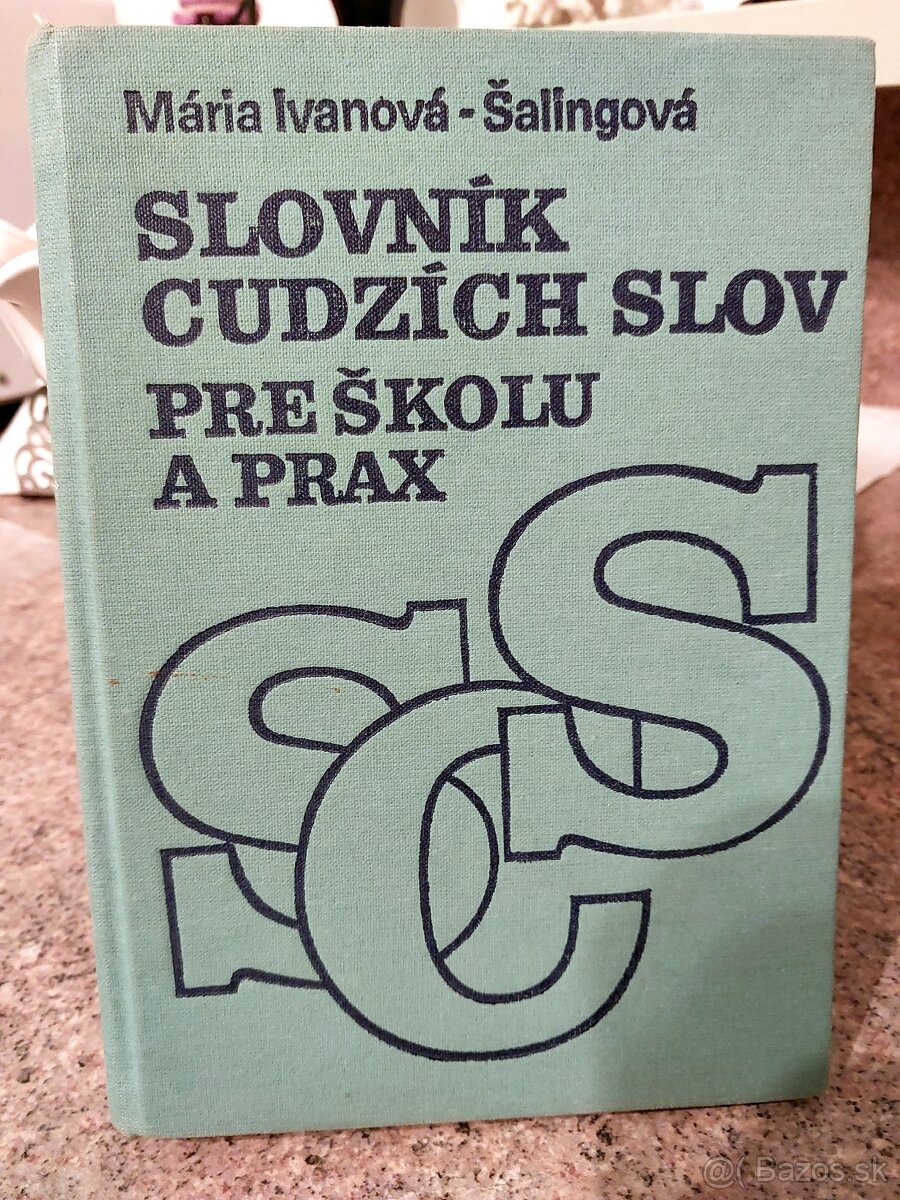 Mária Ivanová-Šalingová
SLOVNÍK
CUDZÍCH SLOV
PRE ŠKOLU
A PRAX
SCS
@( Bazos.sk